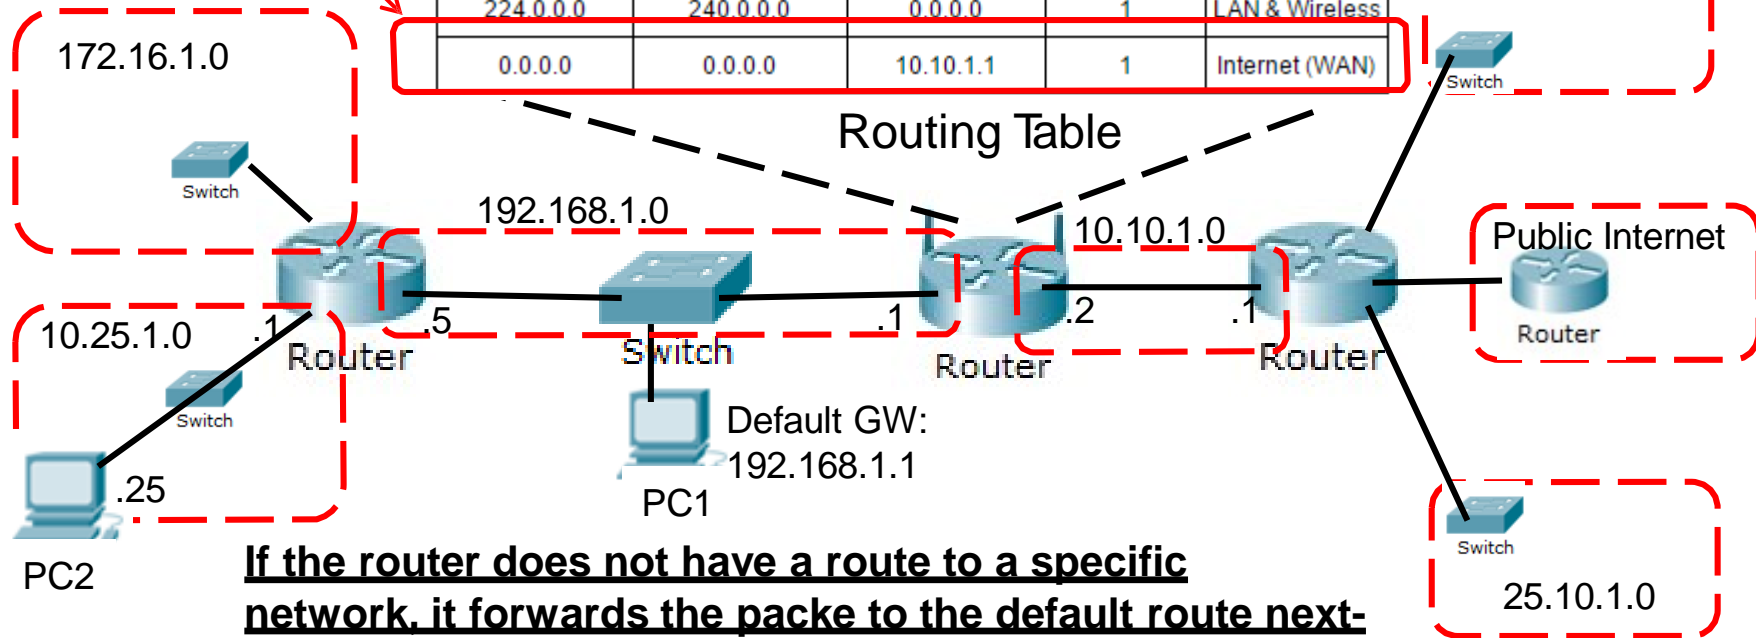 224.0.0.0 240.0.0.0 0.0.0.0 1 LAN & Wireless
0.0.0.0 0.0.0.0 10.10.1.1 1 Internet (WAN)
172.16.1.0
Switch
Switch
Routing Table
192.168.1.0
10.10.1.0
Public Internet
10.25.1.0
.1
.5
.1
.2
.1
Router
Router
Switch
Router
Router
Switch
Default GW:
192.168.1.1
.25
PC1
PC2
Switch
25.10.1.0
If the router does not have a route to a specific
network, it forwards the packe to the default route next-